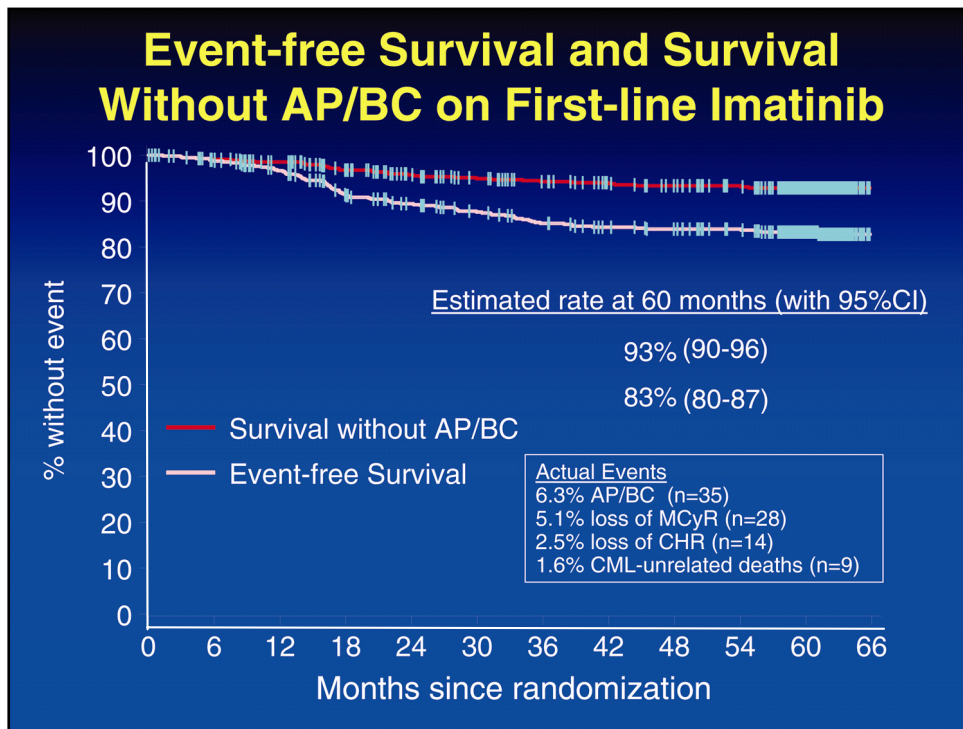 Event-free Survival and Survival
Without AP/BC on First-line Imatinib
% without event
100
90
80
70
60
50
40
30
20
10
0
Estimated rate at 60 months (with 95%CI)
93% (90-96)
83% (80-87)
Survival without AP/BC
Event-free Survival
Actual Events
6.3% AP/BC (n=35)
5.1% loss of MCyR (n=28)
2.5% loss of CHR (n=14)
1.6% CML-unrelated deaths (n=9)
0 6 12 18 24 30 36 42 48 54 60 66
Months since randomization